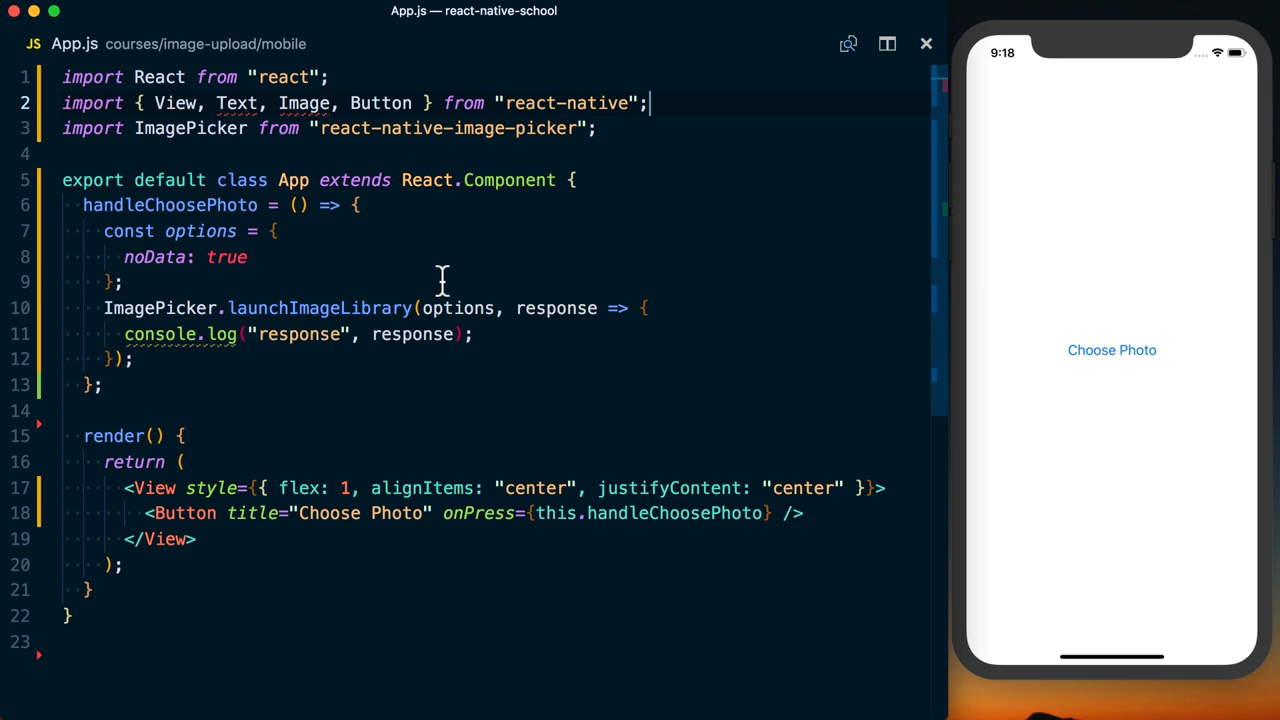 App.js — react-native-school
JS App.js courses/image-upload/mobile
1 import React from "react";
2 import { View, Text, Image, Button } from "react-native";
3 import ImagePicker from "react-native-image-picker";
4
5 export default class App extends React.Component {
6 handleChoosePhoto = () => {
7 const options = {
8 noData: true
9 };
10 ImagePicker.launchImageLibrary(options, response => {
11 console.log("response", response);
12 });
13 };
14
15 render() {
16 return (
17 <View style={{ flex: 1, alignItems: "center", justifyContent: "center" }}>
18 <Button title="Choose Photo" onPress={this.handleChoosePhoto} />
19 </View>
20 );
21 }
22 }
23
9:18
Choose Photo